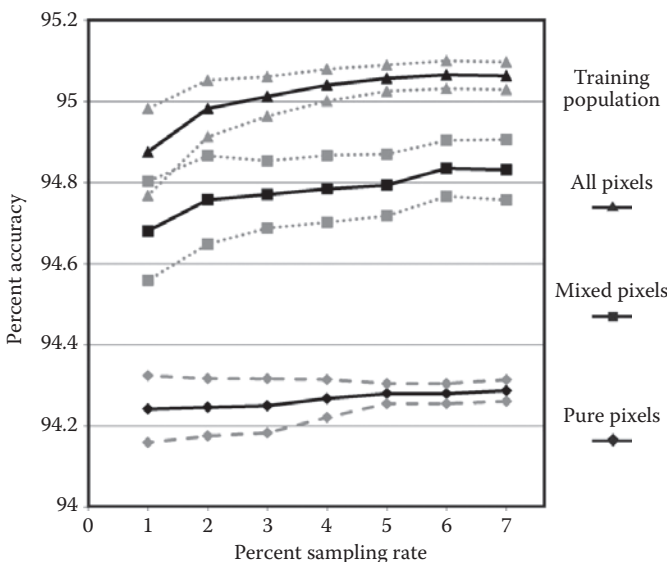 95.2
95
94.8
94.6
94.4
94.2
94
0 1 2 3 4 5 6 7
Percent accuracy
Percent sampling rate
Training
population
All pixels
Mixed pixels
Pure pixels